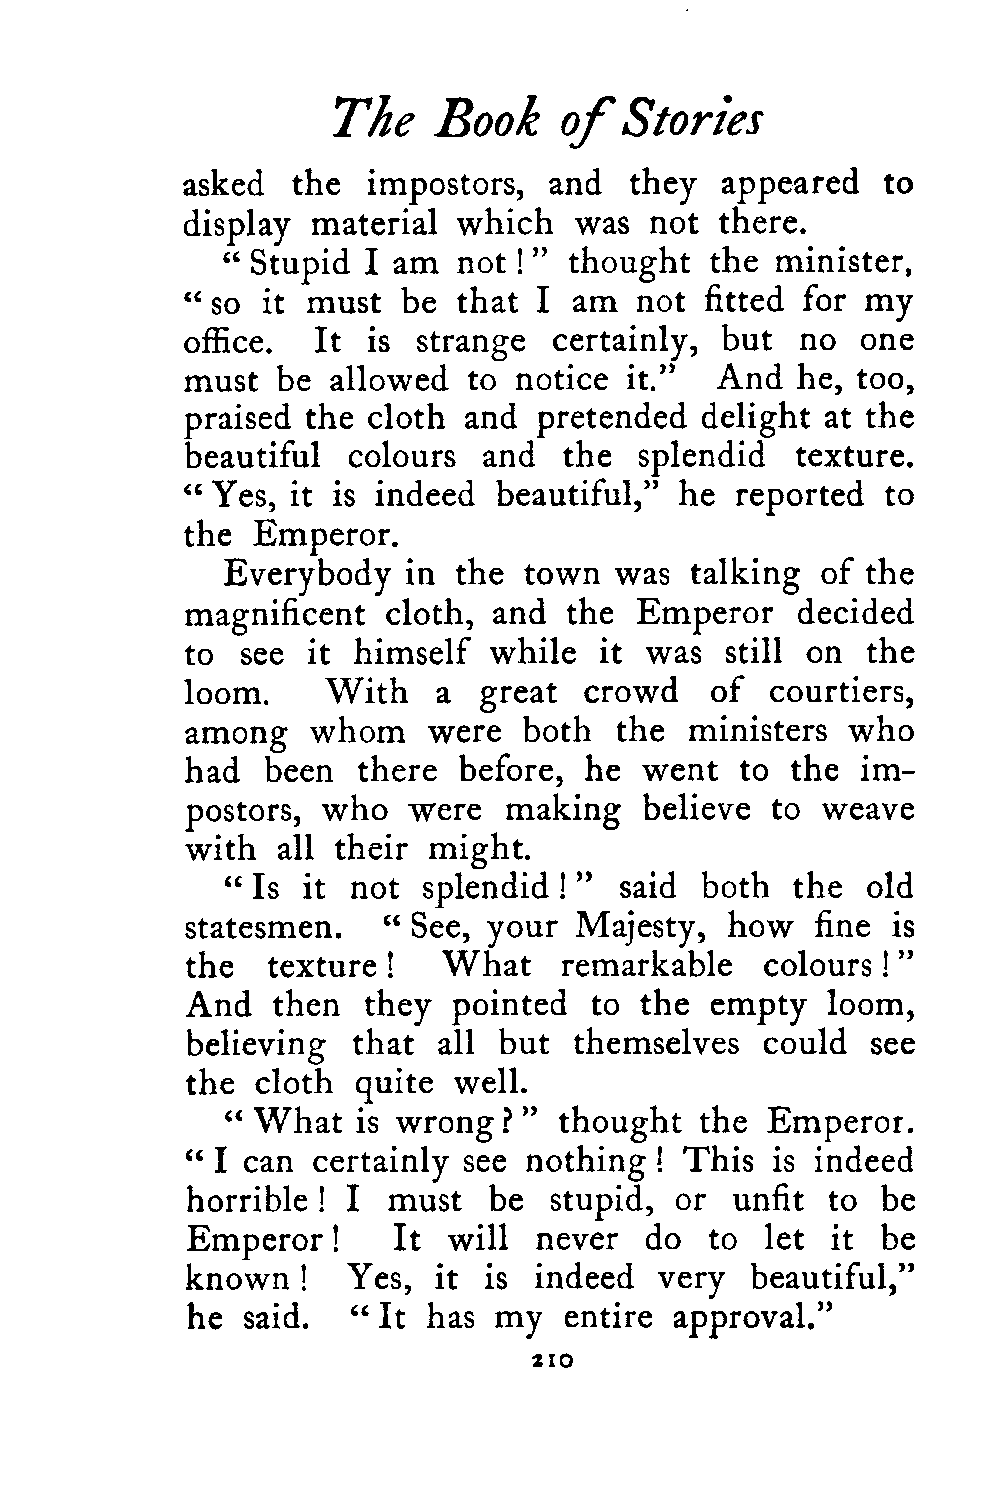 The Book of Stories
asked the impostors, and they appeared to
display material which was not there.
“ Stupid I am not ! ” thought the minister,
“ so it must be that I am not fitted for my
office. It is strange certainly, but no one
must be allowed to notice it.” And he, too,
praised the cloth and pretended delight at the
beautiful colours and the splendid texture.
“ Yes, it is indeed beautiful,” he reported to
the Emperor.
Everybody in the town was talking of the
magnificent cloth, and the Emperor decided
to see it himself while it was still on the
loom. With a great crowd of courtiers,
among whom were both the ministers who
had been there before, he went to the im-
postors, who were making believe to weave
with all their might.
“ Is it not splendid ! ” said both the old
statesmen. “ See, your Majesty, how fine is
the texture ! What remarkable colours ! ”
And then they pointed to the empty loom,
believing that all but themselves could see
the cloth quite well.
“ What is wrong ? ” thought the Emperor.
“ I can certainly see nothing ! This is indeed
horrible ! I must be stupid, or unfit to be
Emperor ! It will never do to let it be
known ! Yes, it is indeed very beautiful,”
he said. “ It has my entire approval.”
210